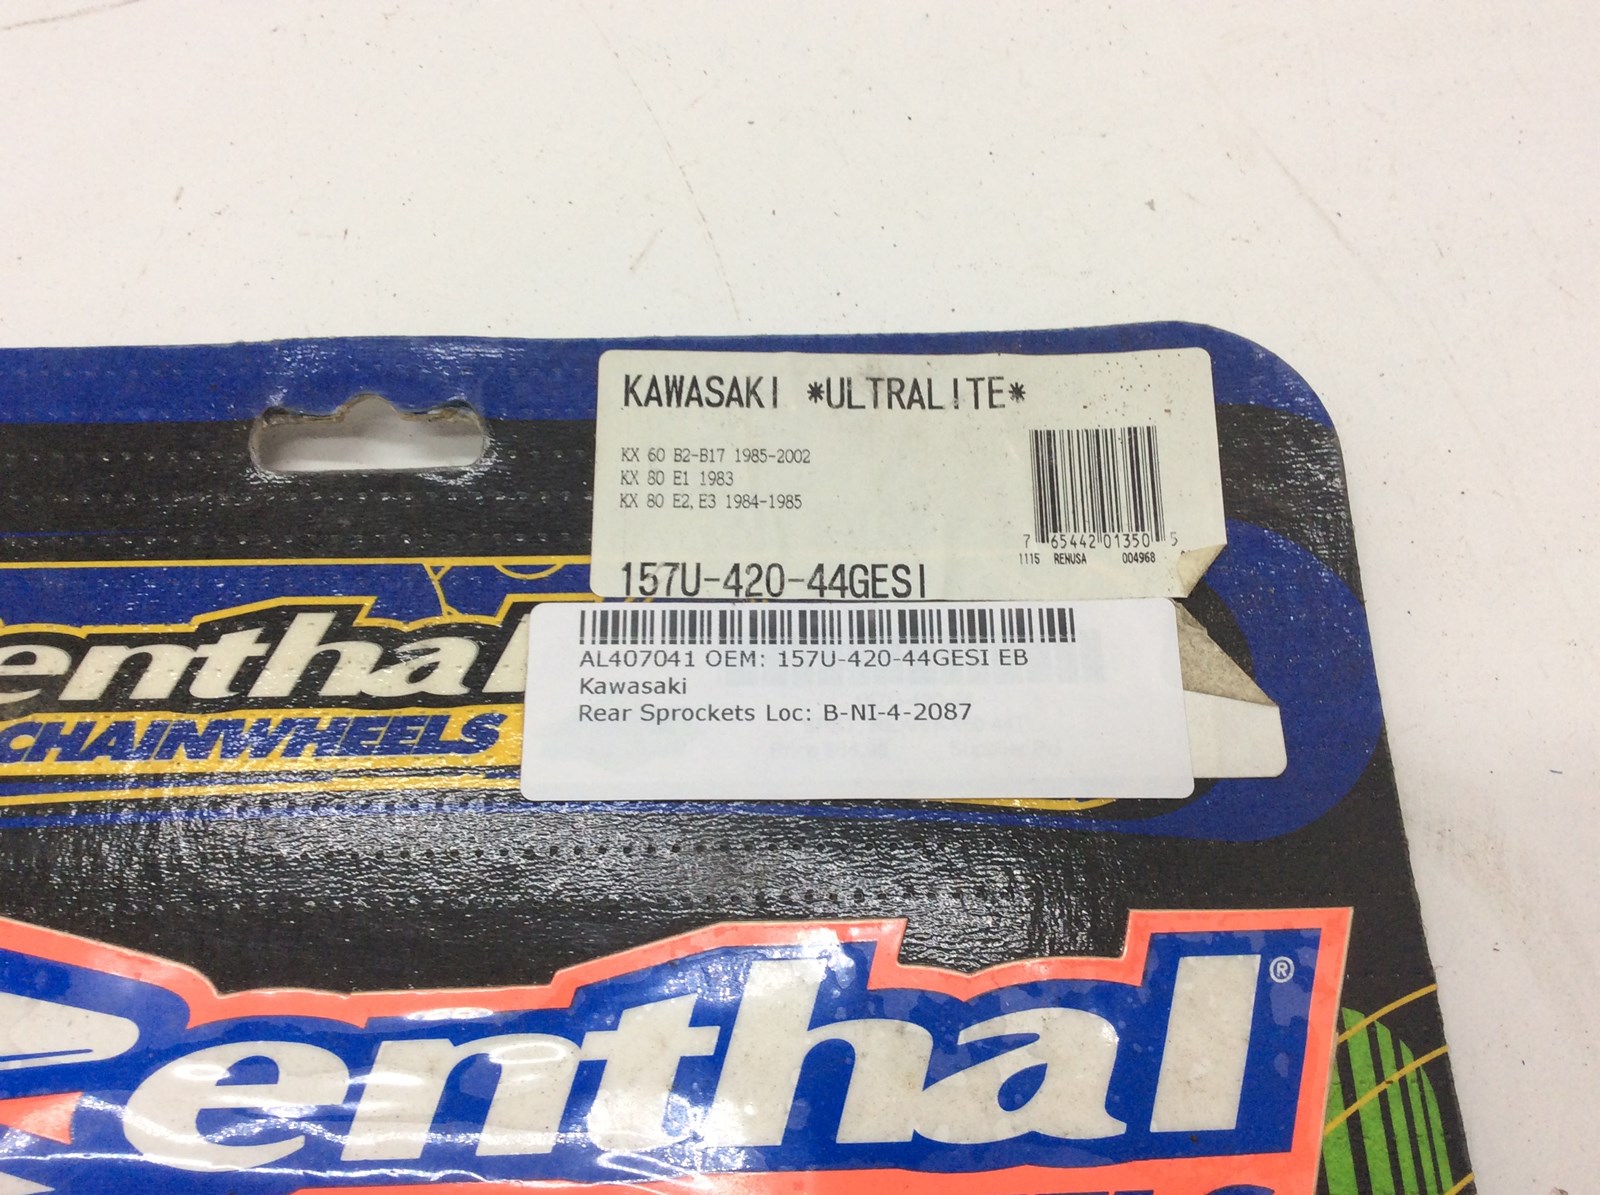 KAWASAKI *ULTRALITE*
KX 60 B2-B17 1985-2002
KX 80 E1 1983
KX 80 E2,E3 1984-1985
7 65442 01350 5
1115 RENUSA 004968
157U-420-44GESI
AL407041 OEM: 157U-420-44GESI EB
Kawasaki
Rear Sprockets Loc: B-NI-4-2087
enthal
CHAINWHEELS
enthal®